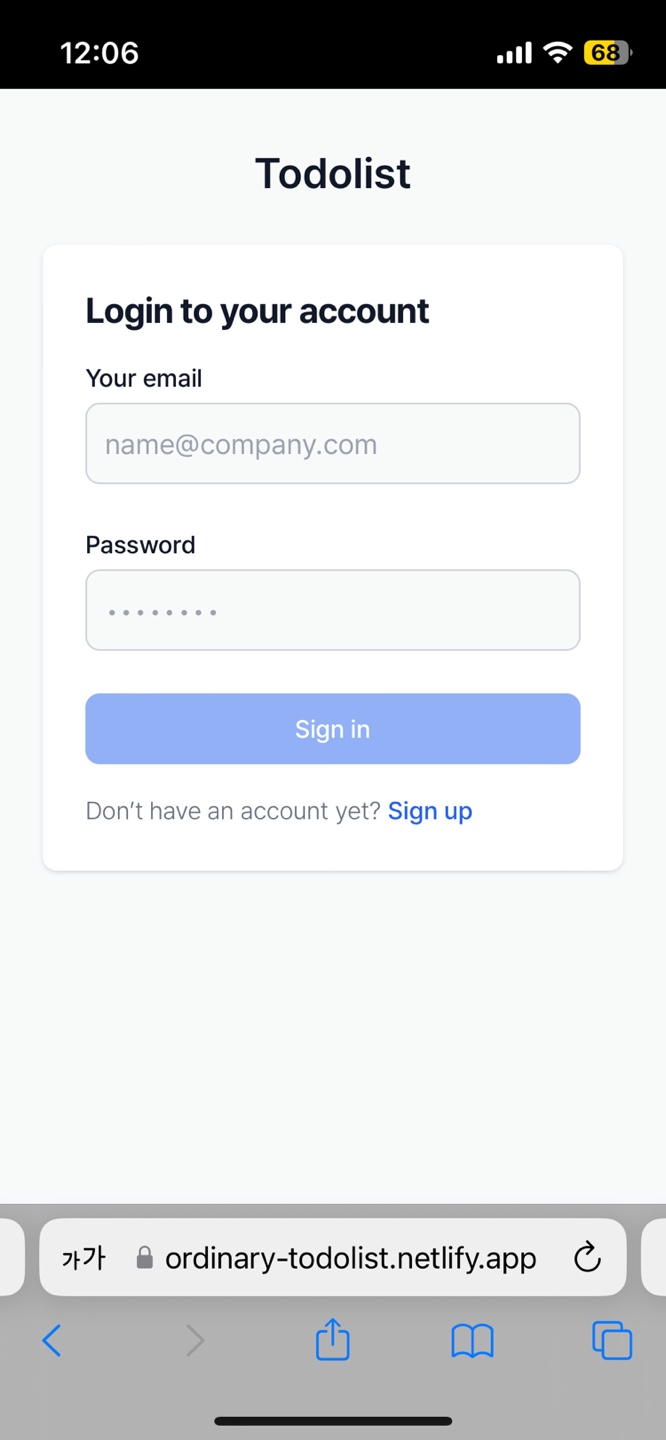 12:06
68
Todolist
Login to your account
Your email
name@company.com
Password
••••••••
Sign in
Don’t have an account yet? Sign up
가가 ordinary-todolist.netlify.app